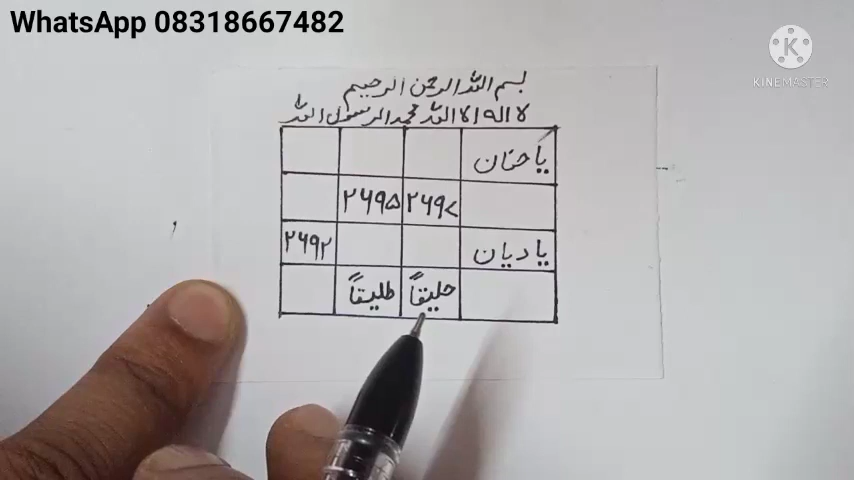 WhatsApp 08318667482
K
KINEMASTER
بسم اللہ الرحمن الرحیم
لا الہ الا اللہ محمد الرسول اللہ
یا حنان
۲۶۹۷ ۲۶۹۵
یا دیان ۲۶۹۲
حلیقاً طلیقاً